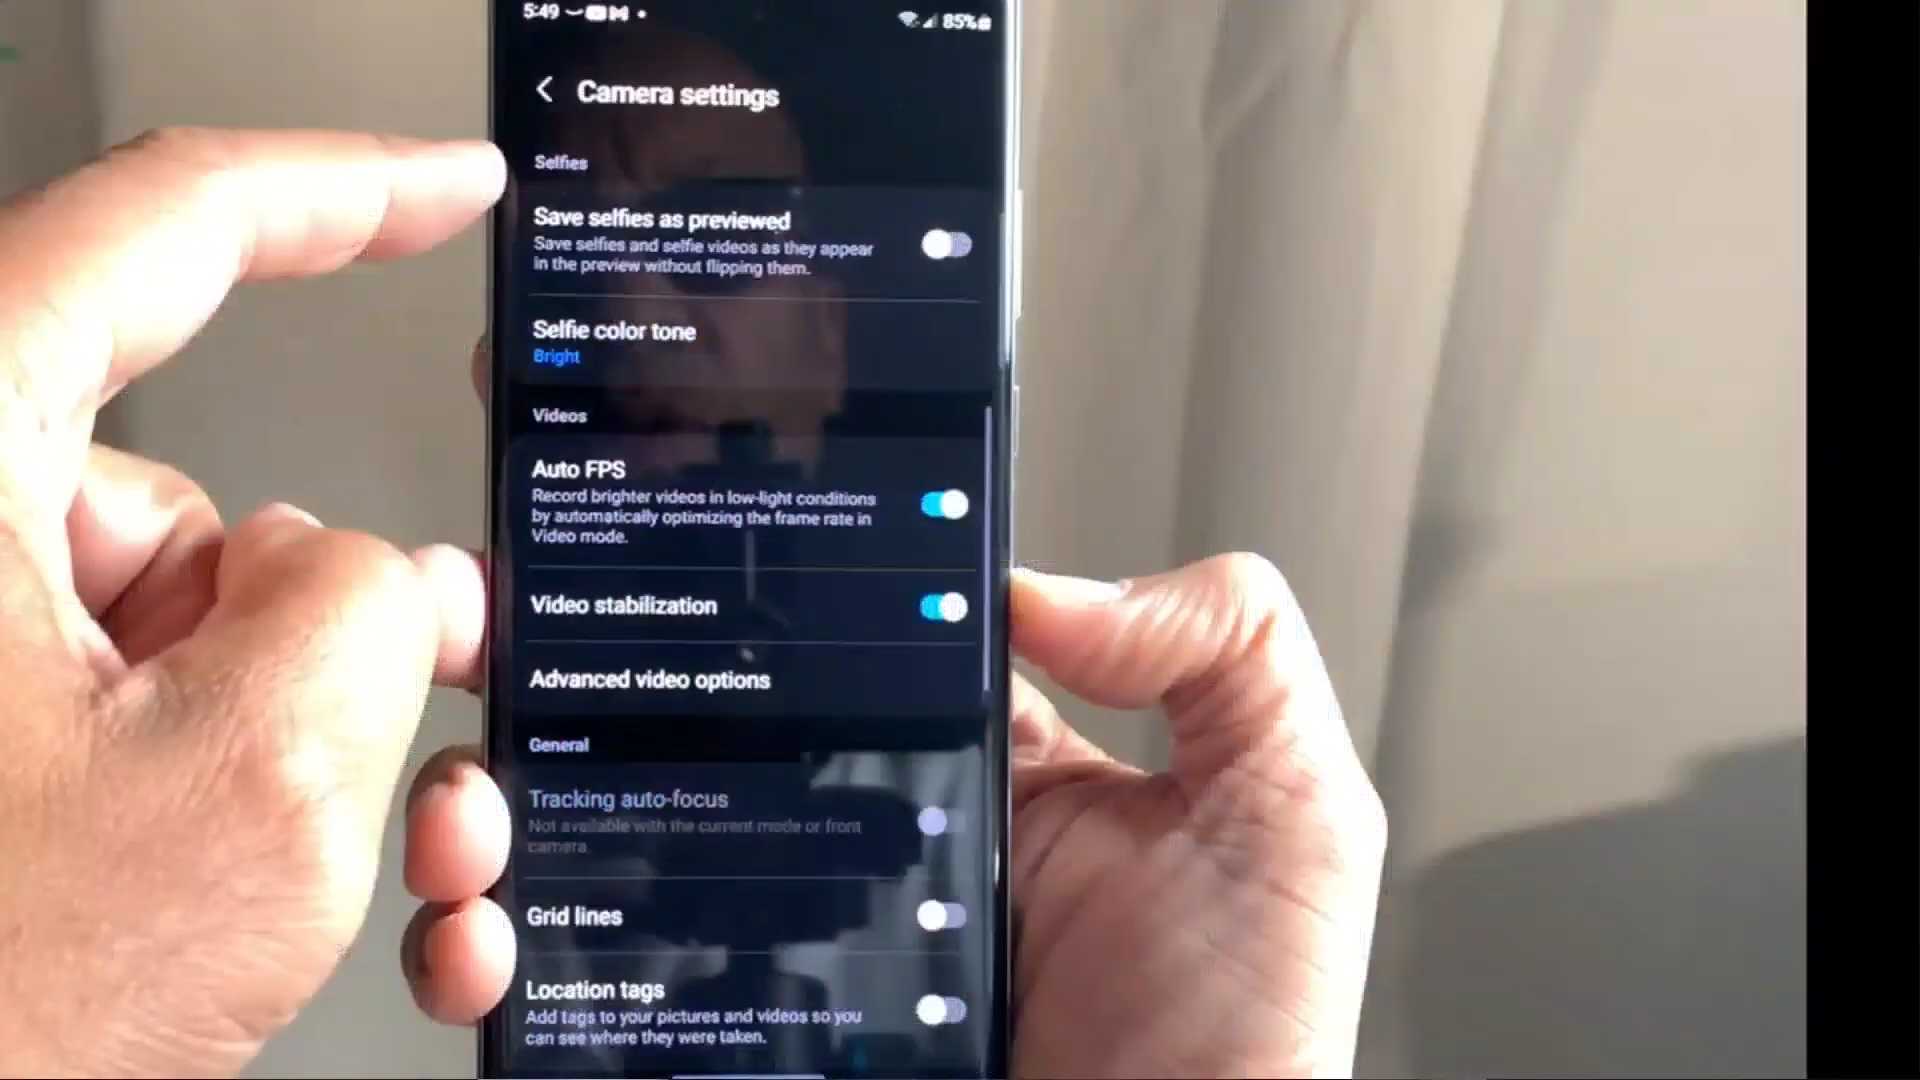 5:49
85%
Camera settings
Selfies
Save selfies as previewed
Save selfies and selfie videos as they appear
in the preview without flipping them.
Selfie color tone
Bright
Videos
Auto FPS
Record brighter videos in low-light conditions
by automatically optimizing the frame rate in
Video mode.
Video stabilization
Advanced video options
General
Tracking auto-focus
Not available with the current mode or front
camera.
Grid lines
Location tags
Add tags to your pictures and videos so you
can see where they were taken.